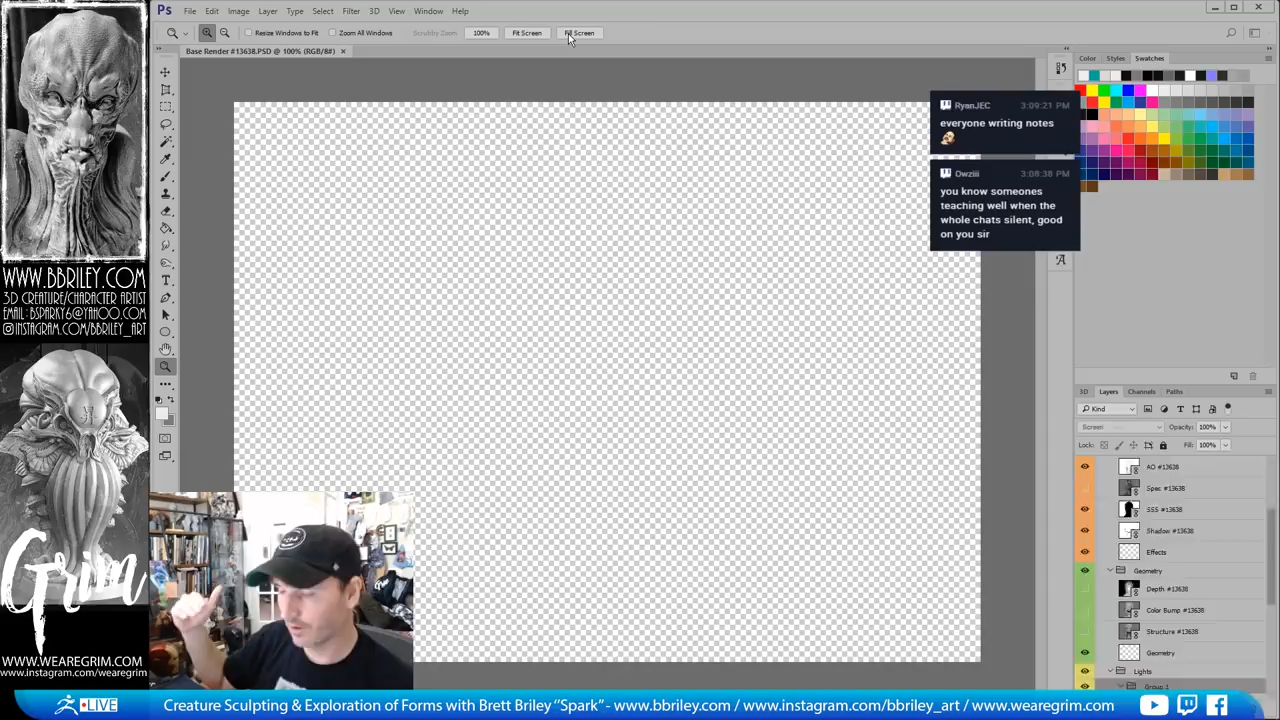 Ps File Edit Image Layer Type Select Filter 3D View Window Help
Resize Windows to Fit Zoom All Windows Scrubby Zoom 100% Fit Screen Fill Screen
Base Render #13638.PSD @ 100% (RGB/8#)
Color Styles Swatches
RyanJEC 3:09:21 PM
everyone writing notes
Owziii 3:08:38 PM
you know someones
teaching well when the
whole chats silent, good
on you sir
WWW.BBRILEY.COM
3D CREATURE/CHARACTER ARTIST
EMAIL: BSPARKY6@YAHOO.COM
INSTAGRAM.COM/BBRILEY_ART
3D Layers Channels Paths
Kind
Screen Opacity: 100%
Lock: Fill: 100%
AO #13638
Spec #13638
SSS #13638
Shadow #13638
Effects
Geometry
Depth #13638
Color Bump #13638
Structure #13638
Geometry
Lights
Group 1
Grim
WWW.WEAREGRIM.COM
www.instagram.com/wearegrim
LIVE
Creature Sculpting & Exploration of Forms with Brett Briley "Spark" - www.bbriley.com / www.instagram.com/bbriley_art / www.wearegrim.com